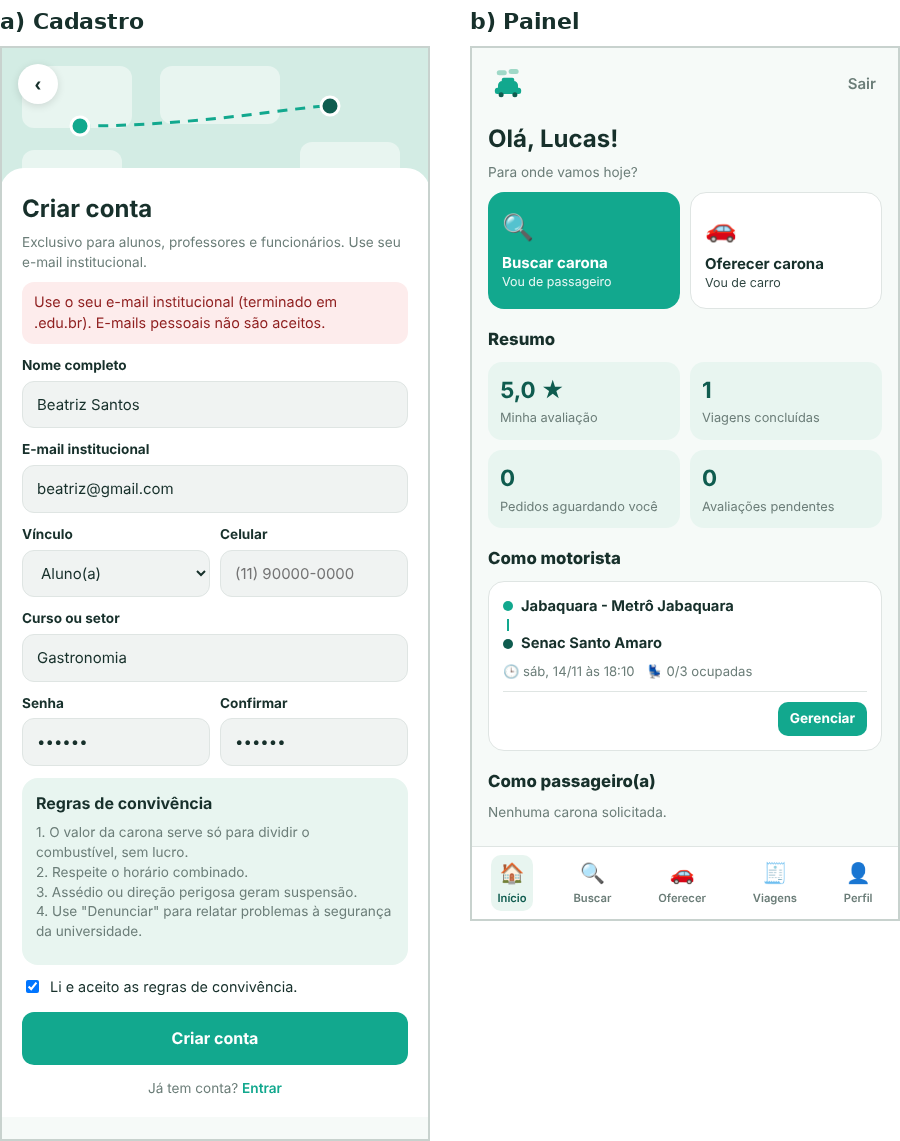 a) Cadastro
‹
Criar conta
Exclusivo para alunos, professores e funcionários. Use seu
e-mail institucional.
Use o seu e-mail institucional (terminado em
.edu.br). E-mails pessoais não são aceitos.
Nome completo
Beatriz Santos
E-mail institucional
beatriz@gmail.com
Vínculo
Celular
Aluno(a)
(11) 90000-0000
Curso ou setor
Gastronomia
Senha
Confirmar
••••••
••••••
Regras de convivência
1. O valor da carona serve só para dividir o
combustível, sem lucro.
2. Respeite o horário combinado.
3. Assédio ou direção perigosa geram suspensão.
4. Use "Denunciar" para relatar problemas à segurança
da universidade.
Li e aceito as regras de convivência.
Criar conta
Já tem conta? Entrar
b) Painel
Sair
Olá, Lucas!
Para onde vamos hoje?
Buscar carona
Vou de passageiro
Oferecer carona
Vou de carro
Resumo
5,0 ★
Minha avaliação
1
Viagens concluídas
0
Pedidos aguardando você
0
Avaliações pendentes
Como motorista
Jabaquara - Metrô Jabaquara
Senac Santo Amaro
sáb, 14/11 às 18:10
0/3 ocupadas
Gerenciar
Como passageiro(a)
Nenhuma carona solicitada.
Início
Buscar
Oferecer
Viagens
Perfil